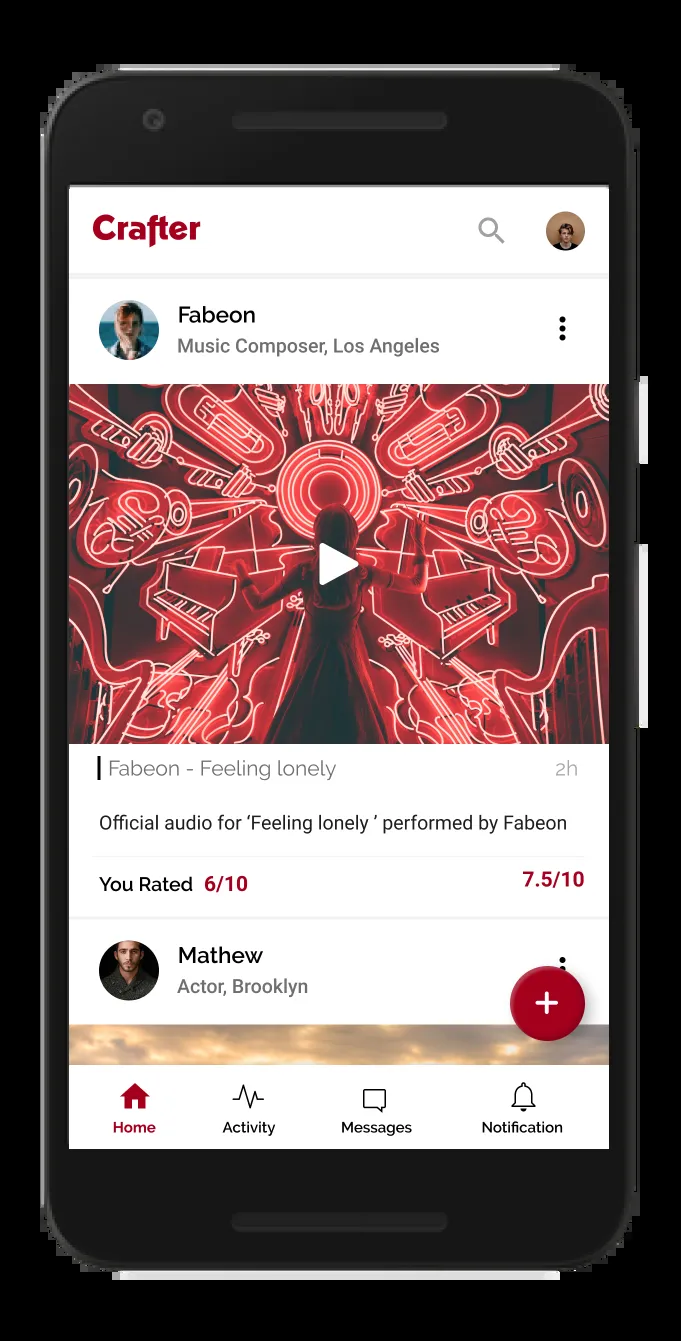 Crafter
Fabeon
Music Composer, Los Angeles
Fabeon - Feeling lonely
2h
Official audio for ‘Feeling lonely ’ performed by Fabeon
You Rated 6/10
7.5/10
Mathew
Actor, Brooklyn
+
Home
Activity
Messages
Notification